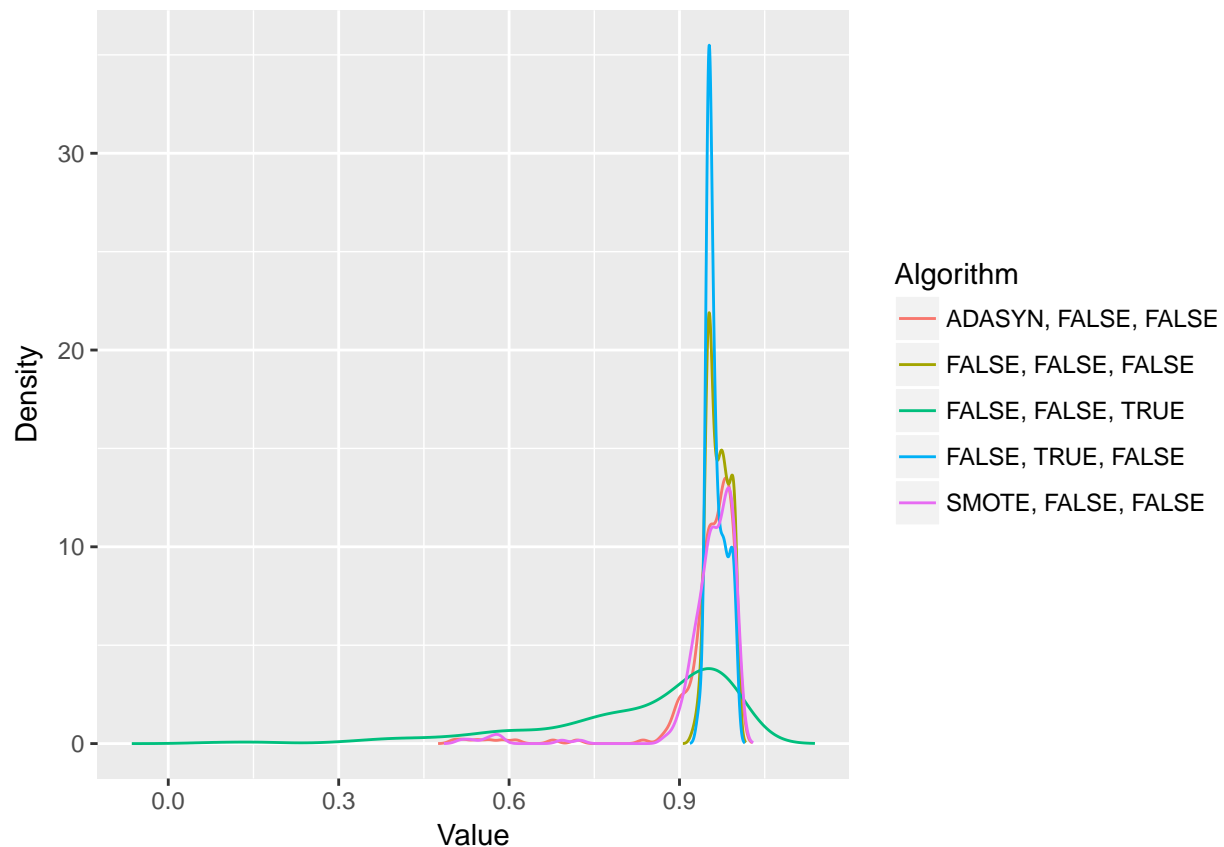 30
20
10
0
0.0
0.3
0.6
0.9
Value
Density
Algorithm
ADASYN, FALSE, FALSE
FALSE, FALSE, FALSE
FALSE, FALSE, TRUE
FALSE, TRUE, FALSE
SMOTE, FALSE, FALSE